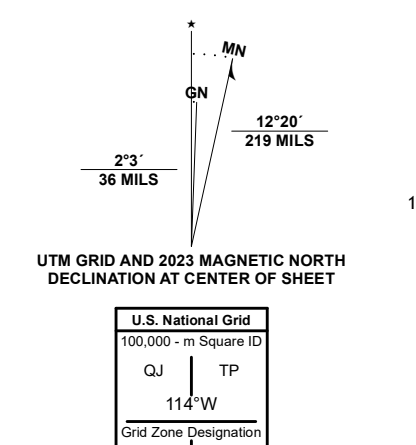 ★
MN
GN
12°20´
219 MILS
2°3´
36 MILS
1
UTM GRID AND 2023 MAGNETIC NORTH
DECLINATION AT CENTER OF SHEET
U.S. National Grid
100,000 - m Square ID
QJ TP
114°W
Grid Zone Designation